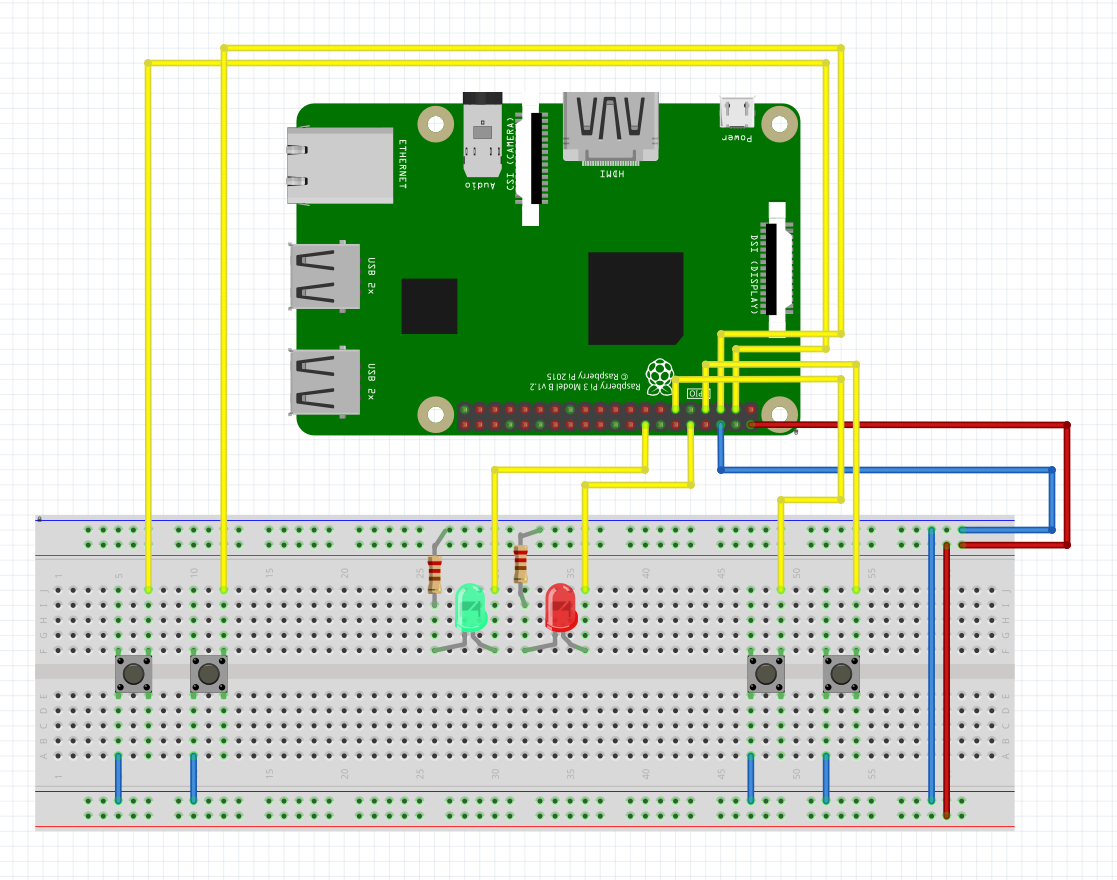 Power
Audio
CSI (CAMERA)
HDMI
ETHERNET
DSI (DISPLAY)
USB 2x
USB 2x
Raspberry Pi 3 Model B v1.2
© Raspberry Pi 2015
GPIO
1 5 10 15 20 25 35 40 45 50 55
J J
I I
H H
G G
F F
E E
D D
C C
B B
A A
1 15 20 25 30 35 40 45 50 55